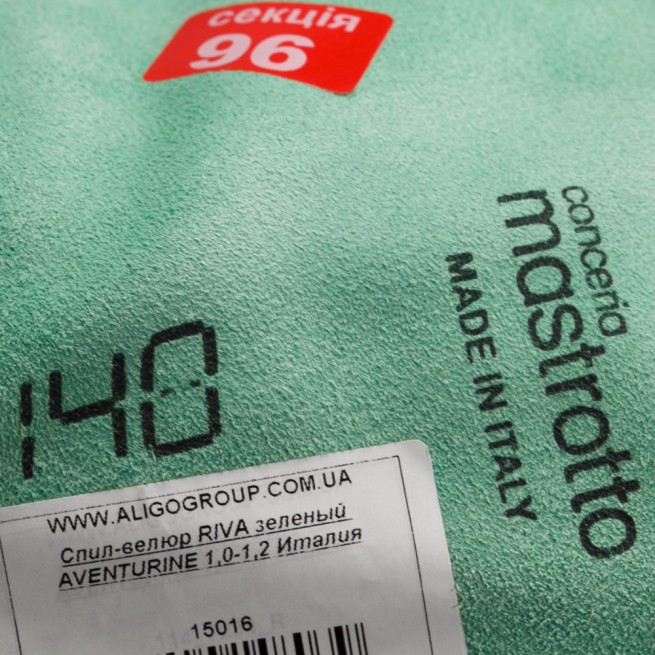 секція
96
conceria
mastrotto
MADE IN ITALY
140
WWW.ALIGOGROUP.COM.UA
Спил-велюр RIVA зеленый
AVENTURINE 1,0-1,2 Италия
15016